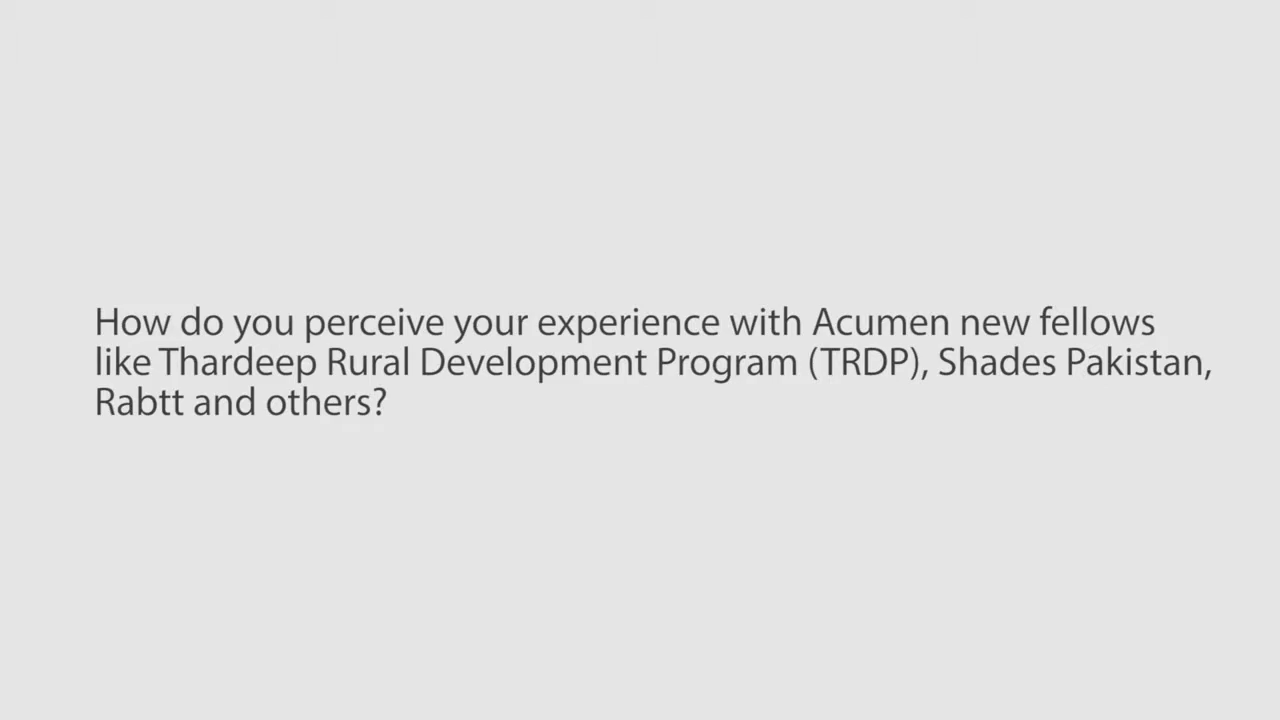 How do you perceive your experience with Acumen new fellows
like Thardeep Rural Development Program (TRDP), Shades Pakistan,
Rabtt and others?